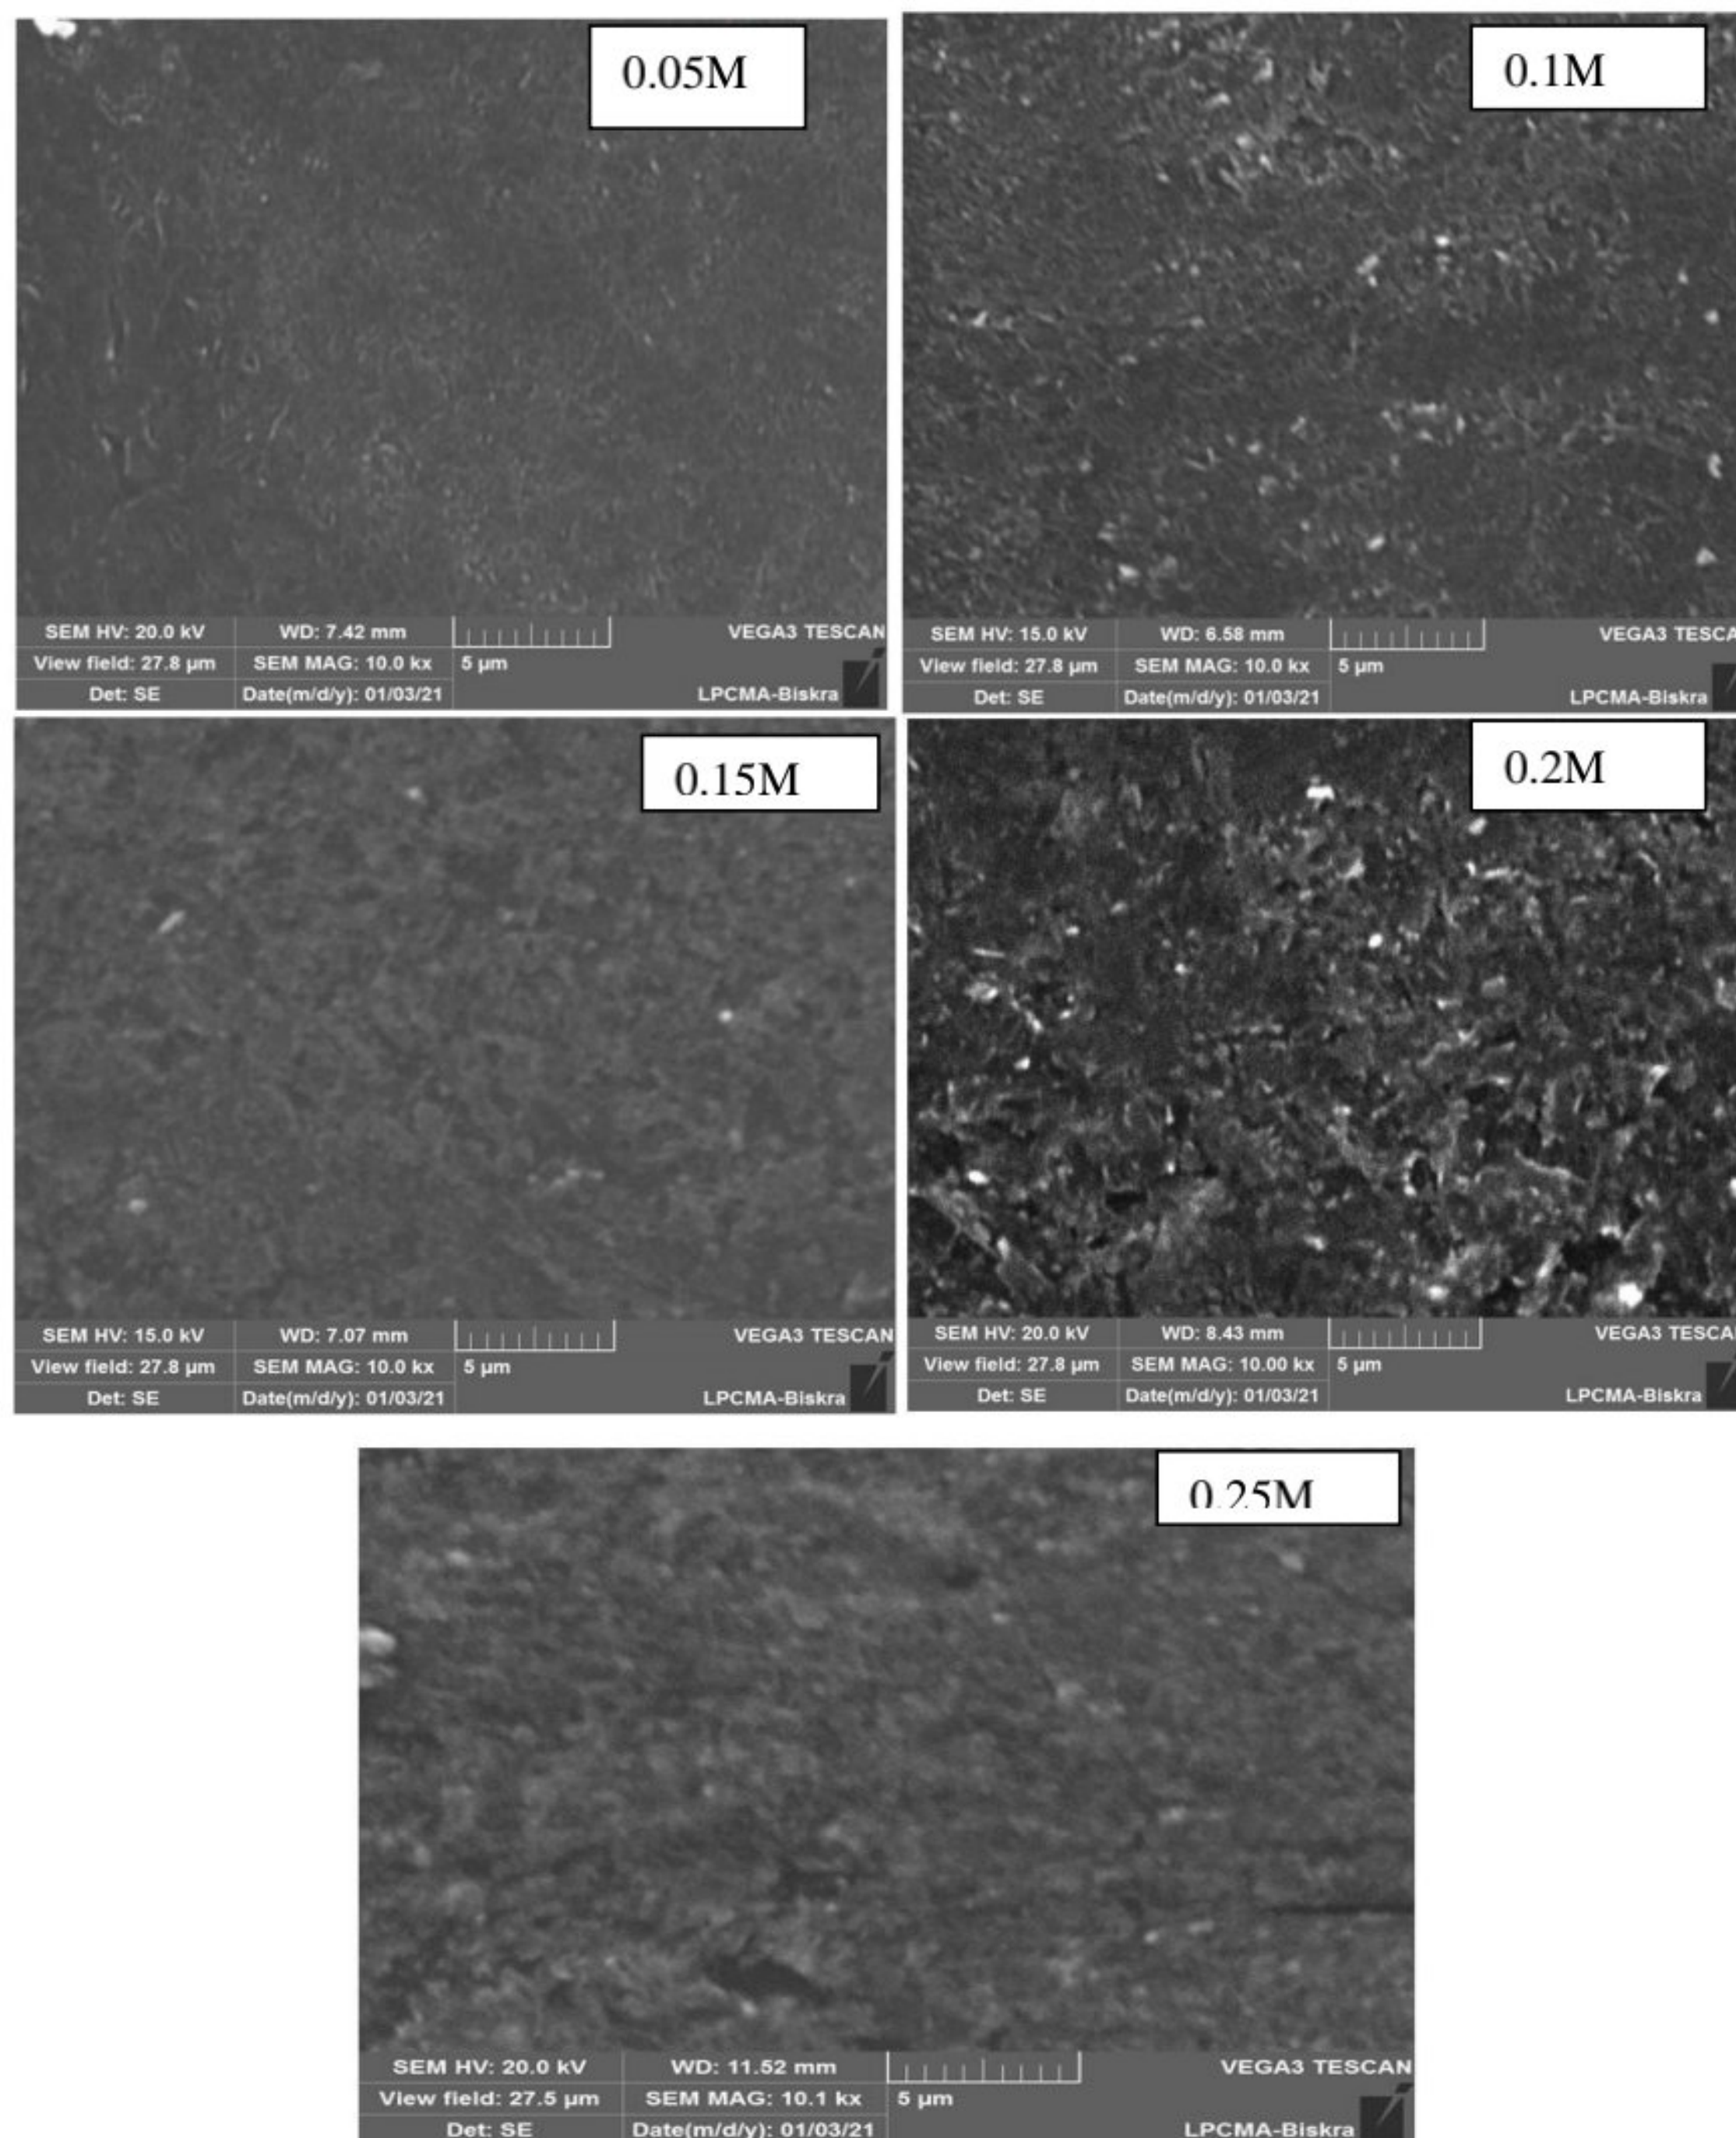 0.05M
SEM HV: 20.0 kV WD: 7.42 mm VEGA3 TESCAN
View field: 27.8 µm SEM MAG: 10.0 kx 5 µm
Det: SE Date(m/d/y): 01/03/21 LPCMA-Biskra
0.1M
SEM HV: 15.0 kV WD: 6.58 mm VEGA3 TESCA
View field: 27.8 µm SEM MAG: 10.0 kx 5 µm
Det: SE Date(m/d/y): 01/03/21 LPCMA-Biskra
0.15M
SEM HV: 15.0 kV WD: 7.07 mm VEGA3 TESCAN
View field: 27.8 µm SEM MAG: 10.0 kx 5 µm
Det: SE Date(m/d/y): 01/03/21 LPCMA-Biskra
0.2M
SEM HV: 20.0 kV WD: 8.43 mm VEGA3 TESCA
View field: 27.8 µm SEM MAG: 10.00 kx 5 µm
Det: SE Date(m/d/y): 01/03/21 LPCMA-Biskra
0.25M
SEM HV: 20.0 kV WD: 11.52 mm VEGA3 TESCAN
View field: 27.5 µm SEM MAG: 10.1 kx 5 µm
Det: SE Date(m/d/y): 01/03/21 LPCMA-Biskra